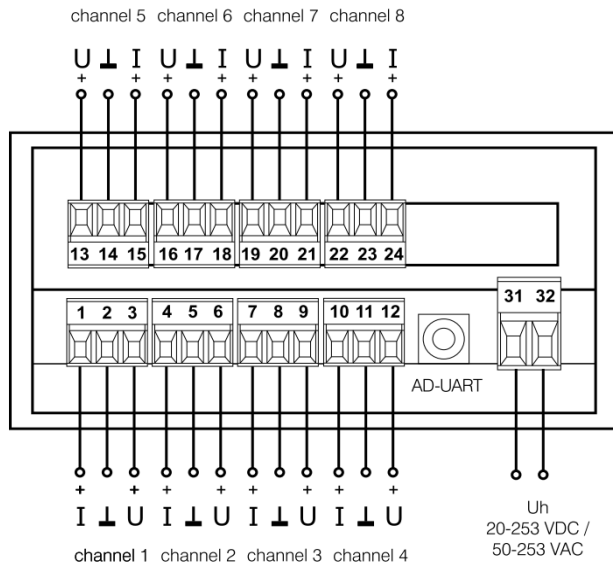 channel 5 channel 6 channel 7 channel 8
U ⊥ I U ⊥ I U ⊥ I U ⊥ I
+ + + + + + + +
13 14 15 16 17 18 19 20 21 22 23 24
1 2 3 4 5 6 7 8 9 10 11 12
31 32
AD-UART
+ + + + + + + +
I ⊥ U I ⊥ U I ⊥ U I ⊥ U
channel 1 channel 2 channel 3 channel 4
Uh
20-253 VDC /
50-253 VAC